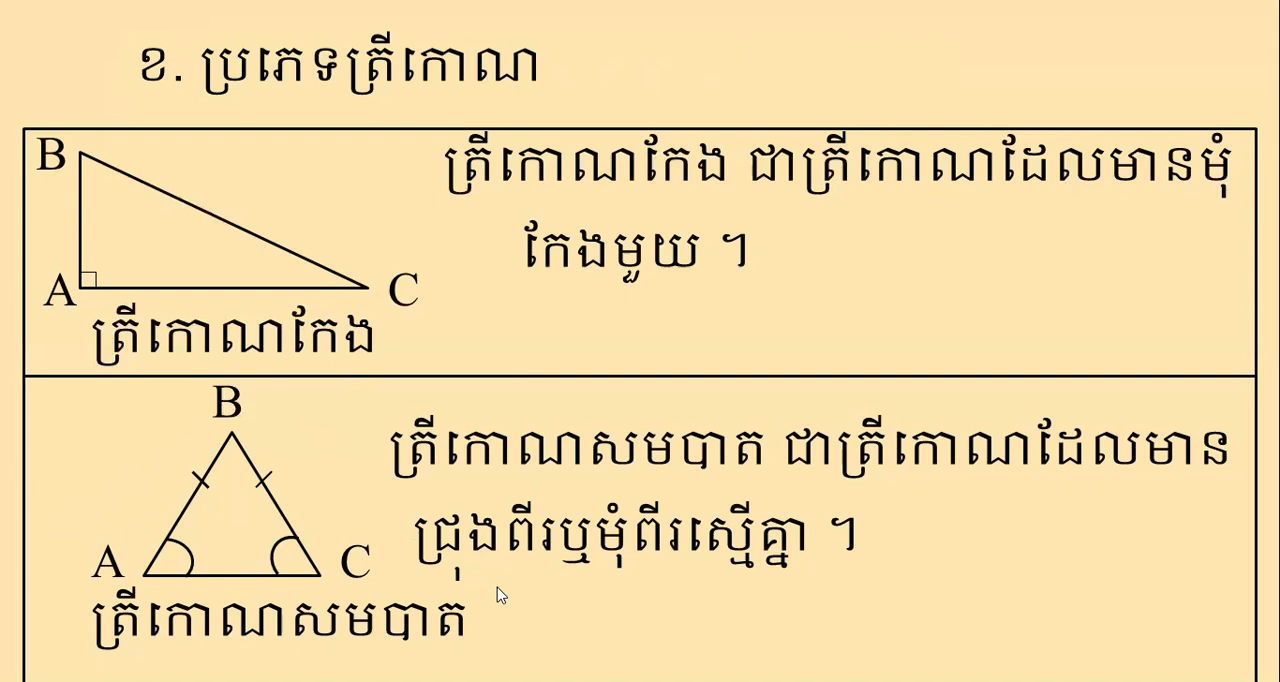 ខ. ប្រភេទត្រីកោណ
B
ត្រីកោណកែង ជាត្រីកោណដែលមានមុំ
កែងមួយ ។
A
C
ត្រីកោណកែង
B
ត្រីកោណសមបាត ជាត្រីកោណដែលមាន
ជ្រុងពីរឬមុំពីរស្មើគ្នា ។
A
C
ត្រីកោណសមបាត